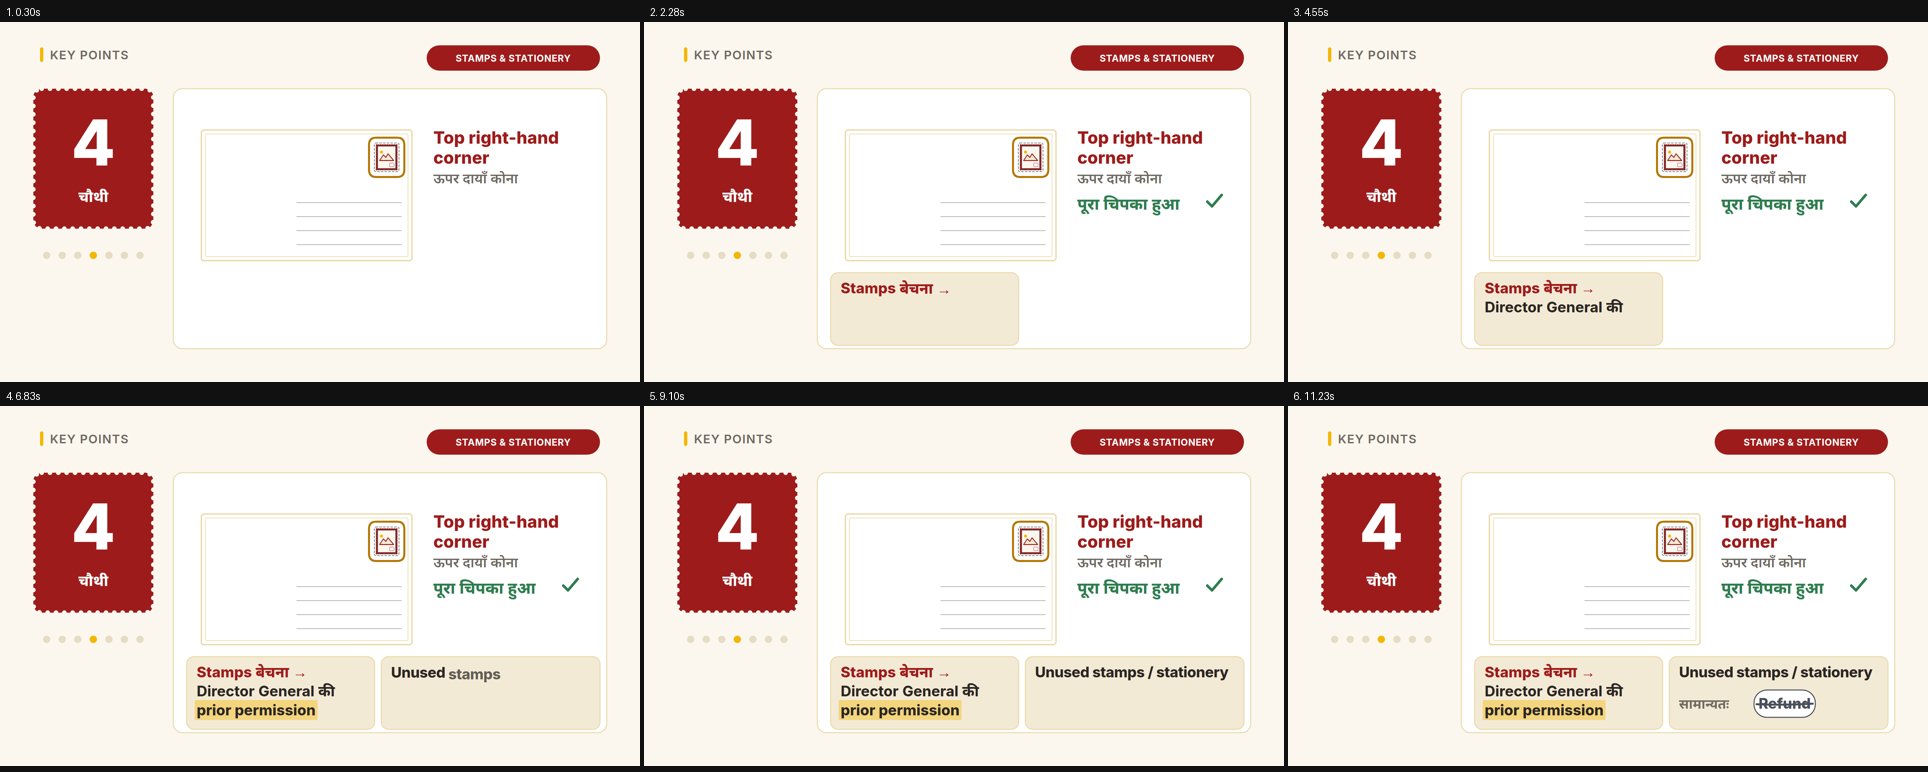 1. 0.30s
KEY POINTS
STAMPS & STATIONERY
4
चौथी
Top right-hand
corner
ऊपर दायाँ कोना
2. 2.28s
KEY POINTS
STAMPS & STATIONERY
4
चौथी
Top right-hand
corner
ऊपर दायाँ कोना
पूरा चिपका हुआ
Stamps बेचना →
3. 4.55s
KEY POINTS
STAMPS & STATIONERY
4
चौथी
Top right-hand
corner
ऊपर दायाँ कोना
पूरा चिपका हुआ
Stamps बेचना →
Director General की
4. 6.83s
KEY POINTS
STAMPS & STATIONERY
4
चौथी
Top right-hand
corner
ऊपर दायाँ कोना
पूरा चिपका हुआ
Stamps बेचना →
Director General की
prior permission
Unused stamps
5. 9.10s
KEY POINTS
STAMPS & STATIONERY
4
चौथी
Top right-hand
corner
ऊपर दायाँ कोना
पूरा चिपका हुआ
Stamps बेचना →
Director General की
prior permission
Unused stamps / stationery
6. 11.23s
KEY POINTS
STAMPS & STATIONERY
4
चौथी
Top right-hand
corner
ऊपर दायाँ कोना
पूरा चिपका हुआ
Stamps बेचना →
Director General की
prior permission
Unused stamps / stationery
सामान्यतः Refund